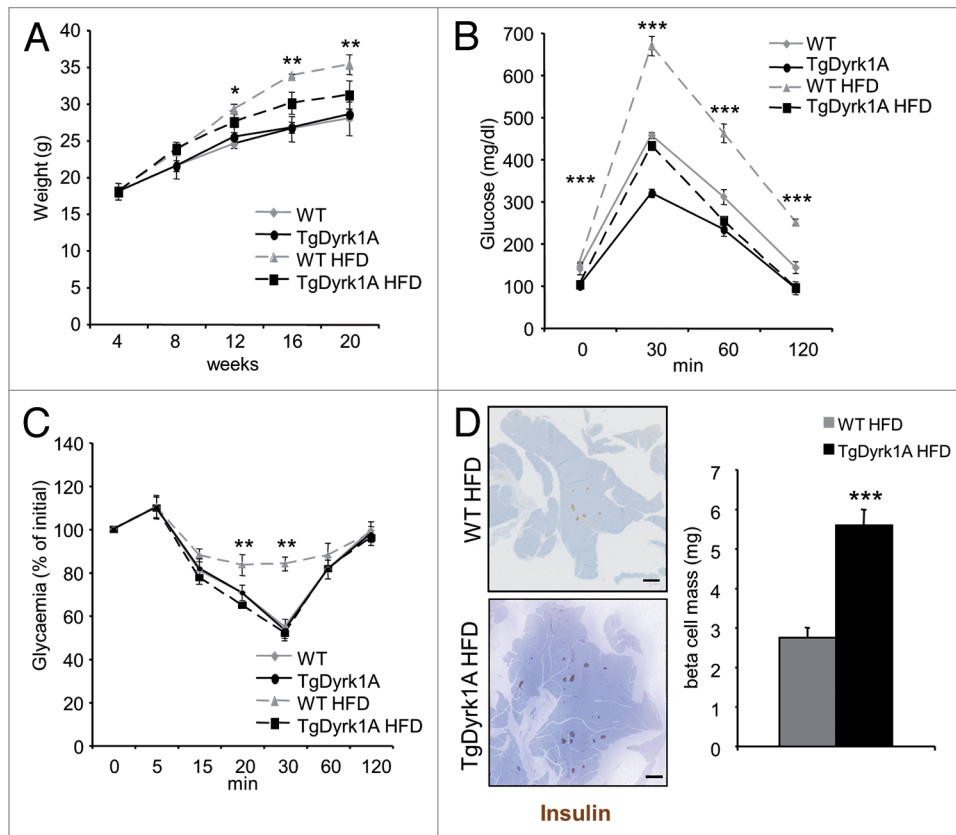 A
40
35
30
25
20
15
10
5
0
Weight (g)
*
**
**
WT
TgDyrk1A
WT HFD
TgDyrk1A HFD
4 8 12 16 20
weeks
B
700
600
500
400
300
200
100
0
Glucose (mg/dl)
***
***
***
***
WT
TgDyrk1A
WT HFD
TgDyrk1A HFD
0 30 60 120
min
C
140
120
100
80
60
40
20
0
Glycaemia (% of initial)
** **
WT
TgDyrk1A
WT HFD
TgDyrk1A HFD
0 5 15 20 30 60 120
min
D
WT HFD
TgDyrk1A HFD
Insulin
WT HFD
TgDyrk1A HFD
7
6
5
4
3
2
1
0
beta cell mass (mg)
***